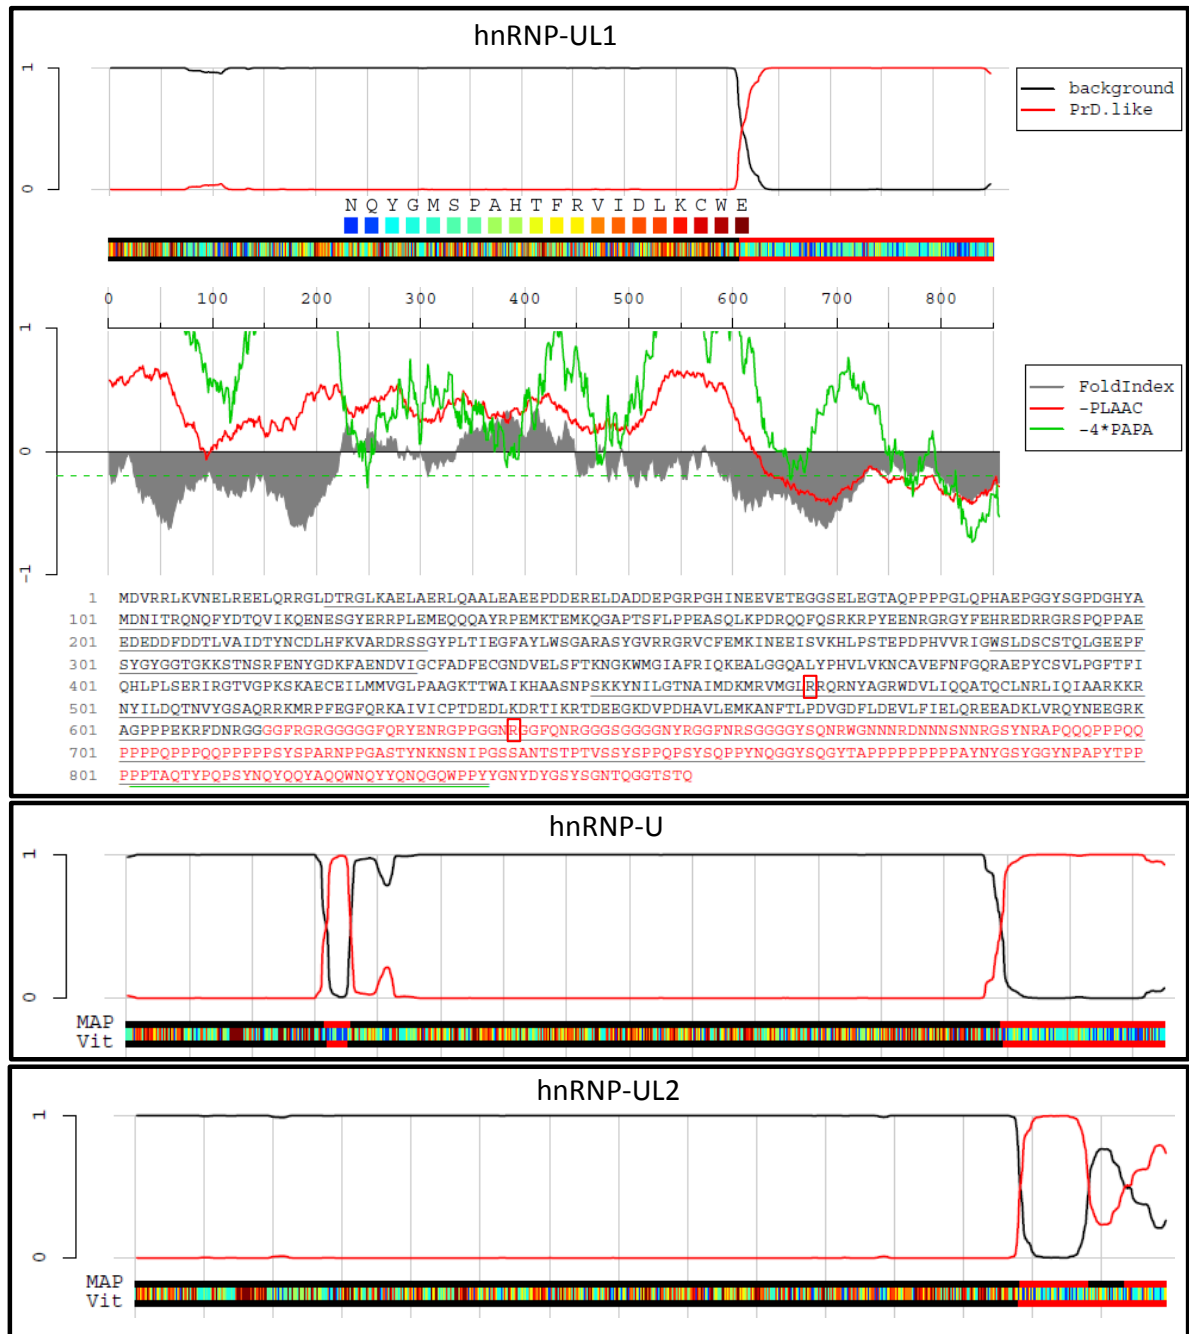 hnRNP-UL1
1
0
background
PrD.like
N Q Y G M S P A H T F R V I D L K C W E
0 100 200 300 400 500 600 700 800
1
0
-1
FoldIndex
-PLAAC
-4*PAPA
1 MDVRRLKVNELREELQRRGLDTRGLKAELAERLQAALEAEEPDDERELDADDEPGRPGHINEEVETEGGSELEGTAQPPPPGLQPHAEPGGYSGPDGHYA
101 MDNITRQNQFYDTQVIKQENESGYERRPLEMEQQQAYRPEMKTEMKQGAPTSFLPPEASQLKPDRQQFQSRKRPYEENRGRGYFEHREDRRGRSPQPPAE
201 EDEDDFDDTLVAIDTYNCDLHFKVARDRSSGYPLTIEGFAYLWSGARASYGVRRGRVCFEMKINEEISVKHLPSTEPDPHVVRIGWSLDSCSTQLGEEPF
301 SYGYGGTGKKSTNSRFENYGDKFAENDVIGCFADFECGNDVELSFTKNGKWMGIAFRIQKEALGGQALYPHVLVKNCAVEFNFGQRAEPYCSVLPGFTFI
401 QHLPLSERIRGTVGPKSKAECEILMMVGLPAAGKTTWAIKHAASNPSKKYNILGTNAIMDKMRVMGLRRQRNYAGRWDVLIQQATQCLNRLIQIAARKKR
501 NYILDQTNVYGSAQRRKMRPFEGFQRKAIVICPTDEDLKDRTIKRTDEEGKDVPDHAVLEMKANFTLPDVGDFLDEVLFIELQREEADKLVRQYNEEGRK
601 AGPPPEKRFDNRGGGGFRGRGGGGGFQRYENRGPPGGNRGGFQNRGGGSGGGGNYRGGFNRSGGGGYSQNRWGNNNRDNNNSNNRGSYNRAPQQQPPPQQ
701 PPPPQPPPQQPPPPPSYSPARNPPGASTYNKNSNIPGSSANTSTPTVSSYSPPQPSYSQPPYNQGGYSQGYTAPPPPPPPPPAYNYGSYGGYNPAPYTPP
801 PPPTAQTYPQPSYNQYQQYAQQWNQYYQNQGQWPPYYGNYDYGSYSGNTQGGTSTQ
hnRNP-U
1
0
MAP
Vit
hnRNP-UL2
1
0
MAP
Vit